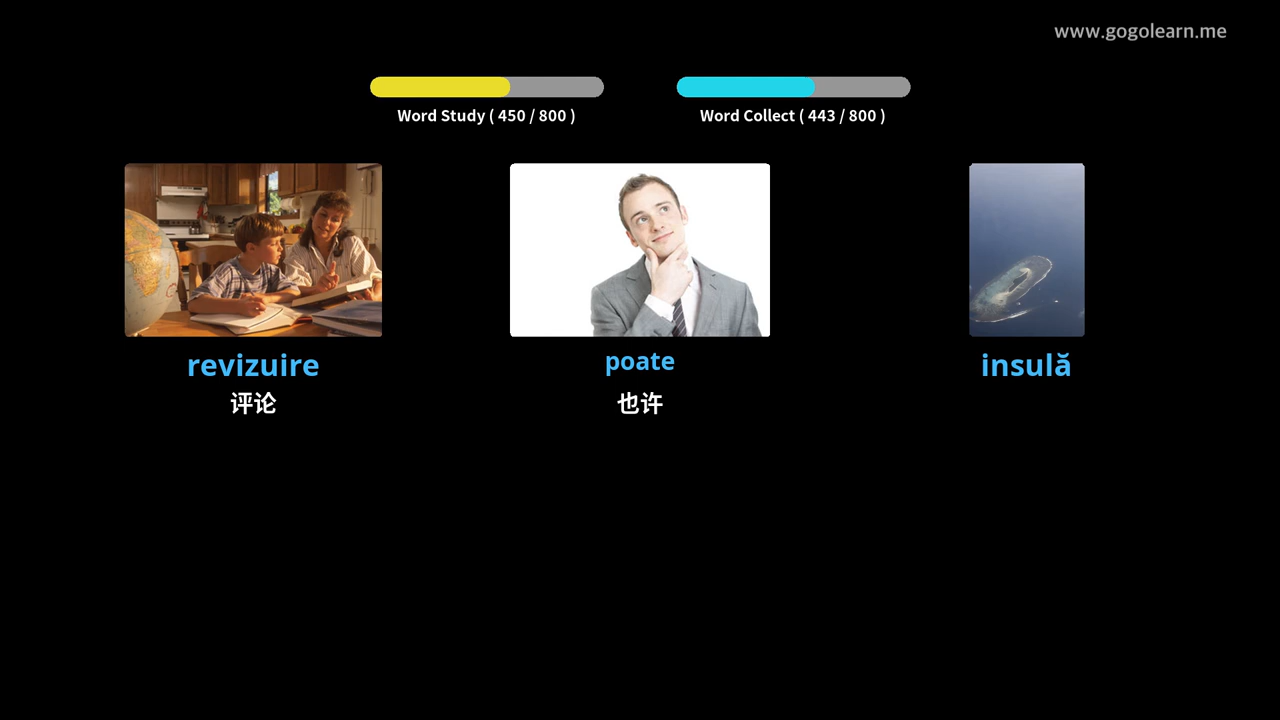 www.gogolearn.me
Word Study ( 450 / 800 )
Word Collect ( 443 / 800 )
revizuire
评论
poate
也许
insulă